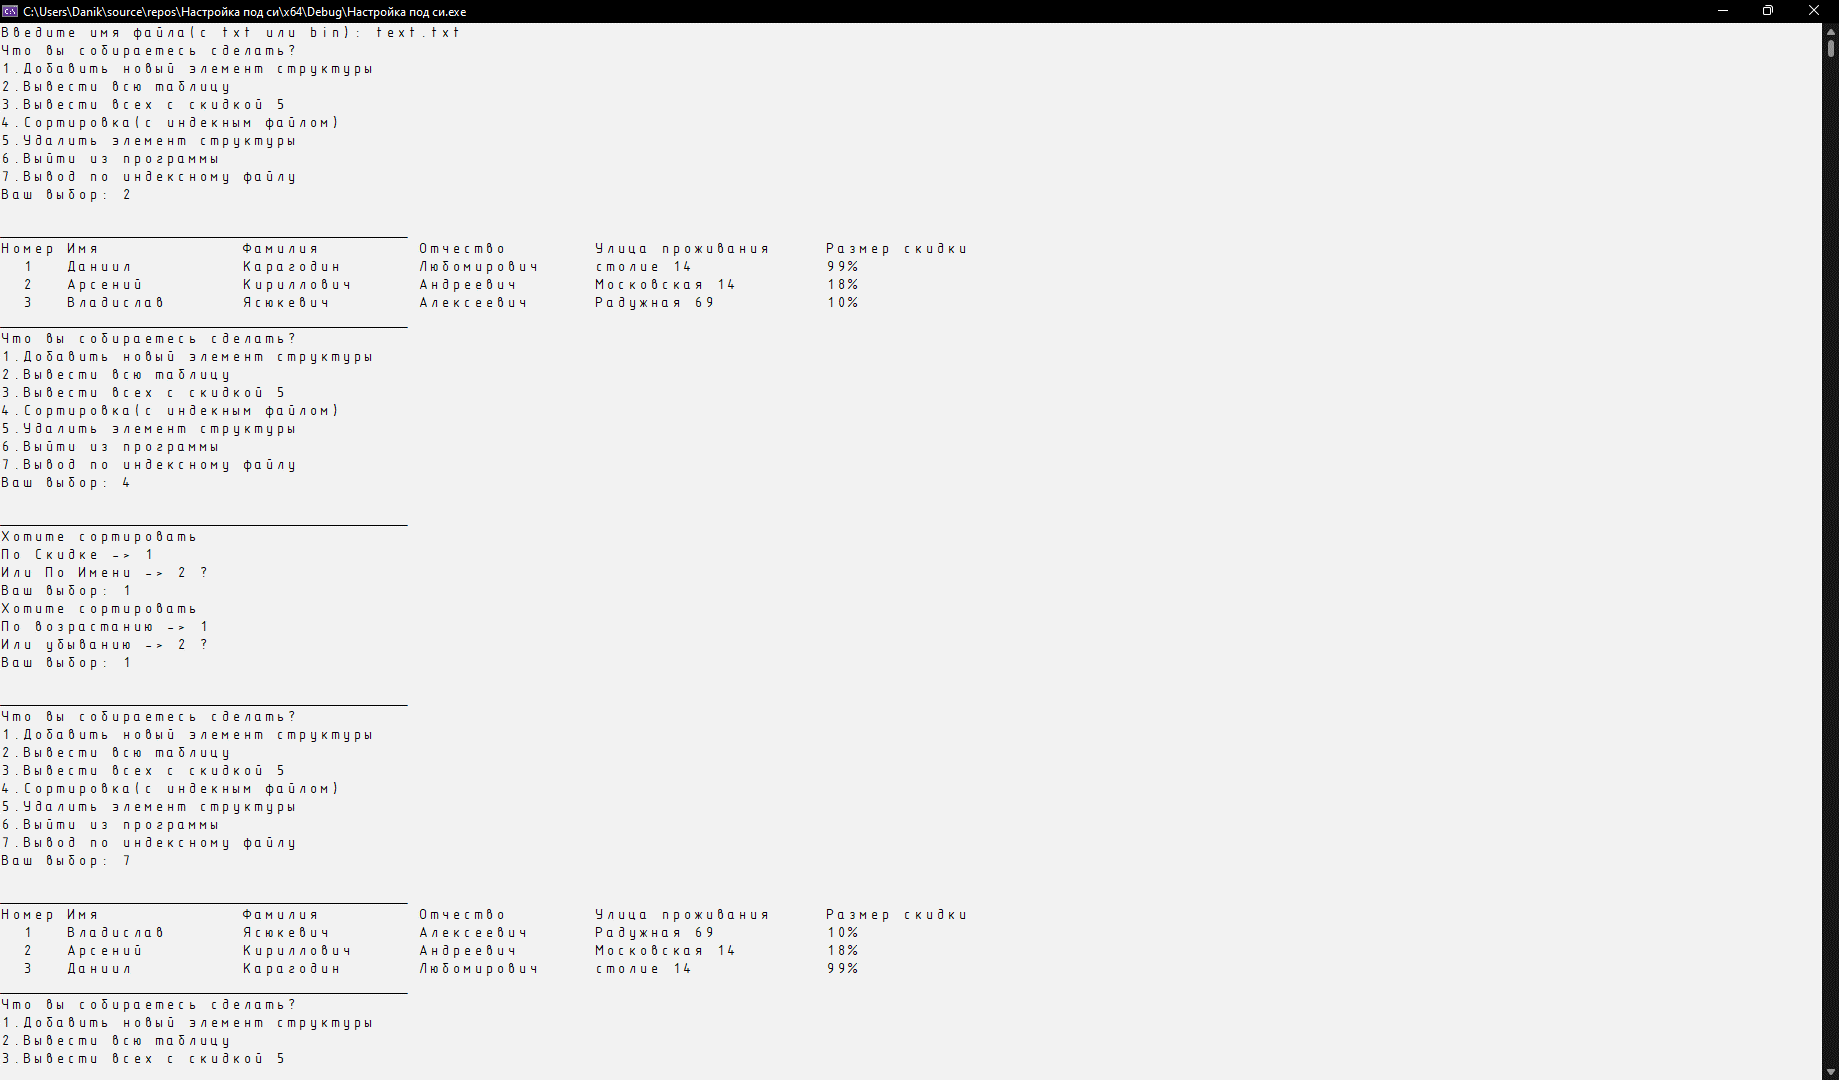 C:\Users\Danik\source\repos\Настройка под си\x64\Debug\Настройка под си.exe
Введите имя файла(с txt или bin): text.txt
Что вы собираетесь сделать?
1.Добавить новый элемент структуры
2.Вывести всю таблицу
3.Вывести всех с скидкой 5
4.Сортировка(с индекным файлом)
5.Удалить элемент структуры
6.Выйти из программы
7.Вывод по индексному файлу
Ваш выбор: 2
Номер Имя Фамилия Отчество Улица проживания Размер скидки
1 Даниил Карагодин Любомирович столие 14 99%
2 Арсений Кириллович Андреевич Московская 14 18%
3 Владислав Ясюкевич Алексеевич Радужная 69 10%
Что вы собираетесь сделать?
1.Добавить новый элемент структуры
2.Вывести всю таблицу
3.Вывести всех с скидкой 5
4.Сортировка(с индекным файлом)
5.Удалить элемент структуры
6.Выйти из программы
7.Вывод по индексному файлу
Ваш выбор: 4
Хотите сортировать
По Скидке -> 1
Или По Имени -> 2 ?
Ваш выбор: 1
Хотите сортировать
По возрастанию -> 1
Или убыванию -> 2 ?
Ваш выбор: 1
Что вы собираетесь сделать?
1.Добавить новый элемент структуры
2.Вывести всю таблицу
3.Вывести всех с скидкой 5
4.Сортировка(с индекным файлом)
5.Удалить элемент структуры
6.Выйти из программы
7.Вывод по индексному файлу
Ваш выбор: 7
Номер Имя Фамилия Отчество Улица проживания Размер скидки
1 Владислав Ясюкевич Алексеевич Радужная 69 10%
2 Арсений Кириллович Андреевич Московская 14 18%
3 Даниил Карагодин Любомирович столие 14 99%
Что вы собираетесь сделать?
1.Добавить новый элемент структуры
2.Вывести всю таблицу
3.Вывести всех с скидкой 5